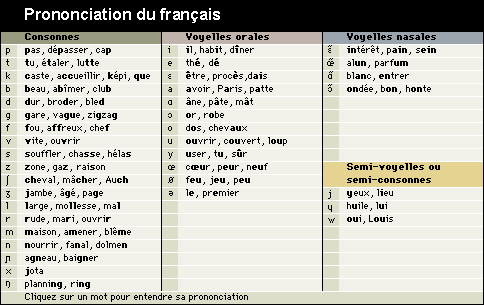 Prononciation du français
Consonnes Voyelles orales Voyelles nasales
p pas, dépasser, cap i il, habit, dîner ɛ̃ intérêt, pain, sein
t tu, étaler, lutte e thé, dé œ̃ alun, parfum
k caste, accueillir, képi, que ɛ être, procès, dais ɑ̃ blanc, entrer
b beau, abîmer, club a avoir, Paris, patte ɔ̃ ondée, bon, honte
d dur, broder, bled ɑ âne, pâte, mât
g gare, vague, zigzag ɔ or, robe
f fou, affreux, chef o dos, chevaux
v vite, ouvrir u ouvrir, couvert, loup
s souffler, chasse, hélas y user, tu, sûr
z zone, gaz, raison œ cœur, peur, neuf Semi-voyelles ou
ʃ cheval, mâcher, Auch ø feu, jeu, peu semi-consonnes
ʒ jambe, âgé, page ə le, premier j yeux, lieu
l large, mollesse, mal ɥ huile, lui
r rude, mari, ouvrir w oui, Louis
m maison, amener, blême
n nourrir, fanal, dolmen
ɲ agneau, baigner
x jota
ŋ planning, ring
Cliquez sur un mot pour entendre sa prononciation